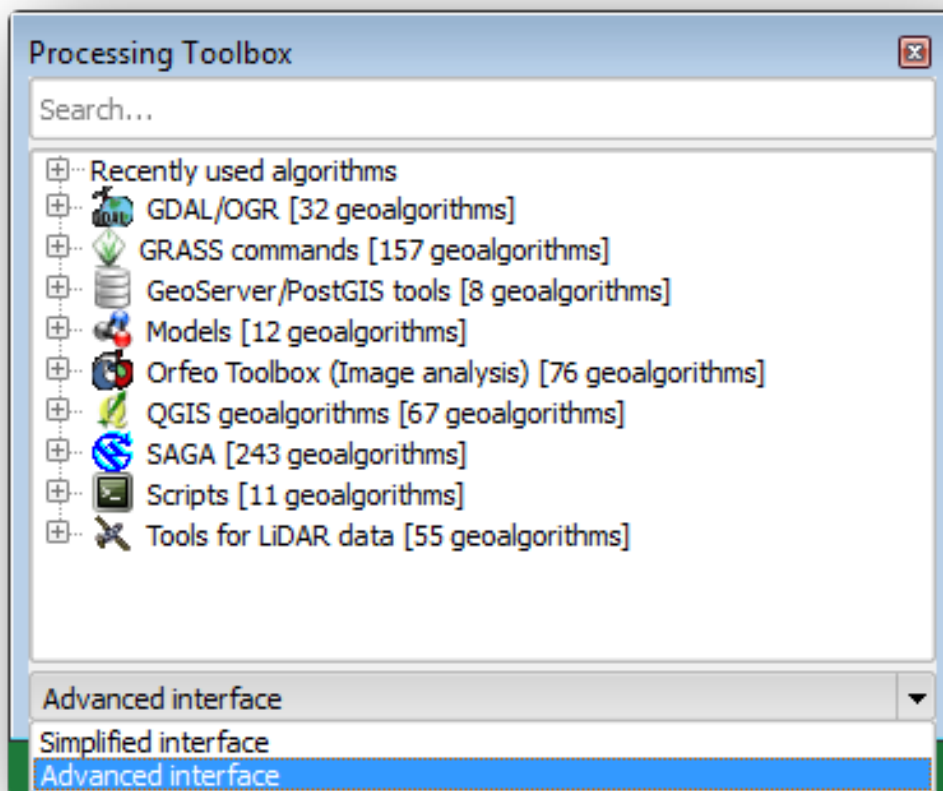 Processing Toolbox
Search...
Recently used algorithms
GDAL/OGR [32 geoalgorithms]
GRASS commands [157 geoalgorithms]
GeoServer/PostGIS tools [8 geoalgorithms]
Models [12 geoalgorithms]
Orfeo Toolbox (Image analysis) [76 geoalgorithms]
QGIS geoalgorithms [67 geoalgorithms]
SAGA [243 geoalgorithms]
Scripts [11 geoalgorithms]
Tools for LiDAR data [55 geoalgorithms]
Advanced interface
Simplified interface
Advanced interface